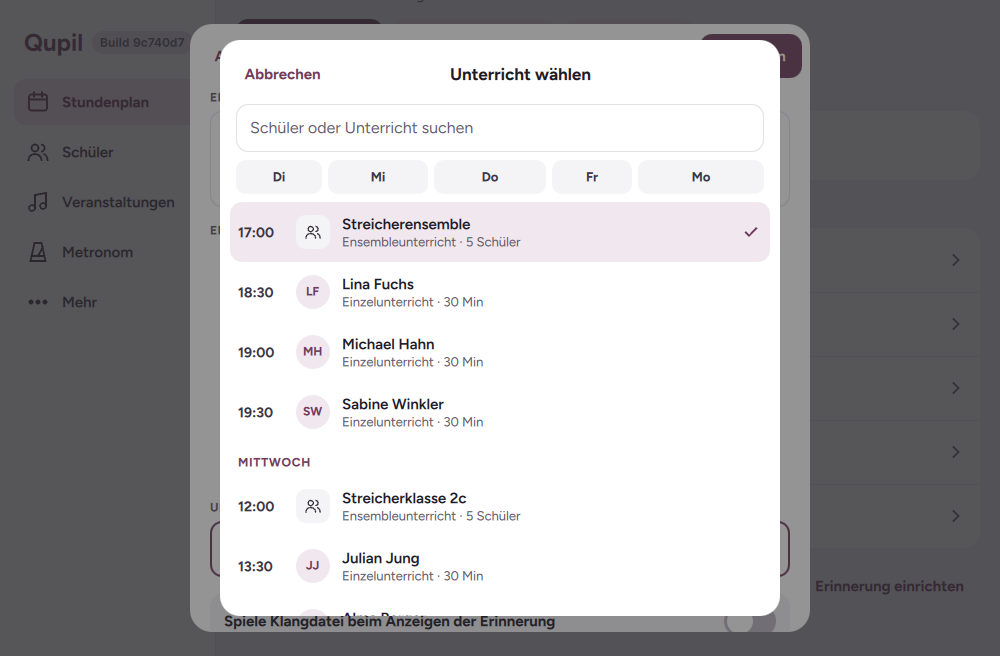 Qupil
Build 9c740d7
Stundenplan
Schüler
Veranstaltungen
Metronom
Mehr
Abbrechen
Unterricht wählen
Schüler oder Unterricht suchen
Di
Mi
Do
Fr
Mo
17:00
Streicherensemble
Ensembleunterricht · 5 Schüler
18:30
LF
Lina Fuchs
Einzelunterricht · 30 Min
19:00
MH
Michael Hahn
Einzelunterricht · 30 Min
19:30
SW
Sabine Winkler
Einzelunterricht · 30 Min
MITTWOCH
12:00
Streicherklasse 2c
Ensembleunterricht · 5 Schüler
13:30
JJ
Julian Jung
Einzelunterricht · 30 Min
Erinnerung einrichten
Spiele Klangdatei beim Anzeigen der Erinnerung